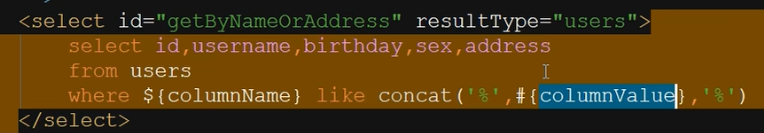 <select id="getByNameOrAddress" resultType="users">
select id,username,birthday,sex,address
from users
where ${columnName} like concat('%',#{columnValue},'%')
</select>